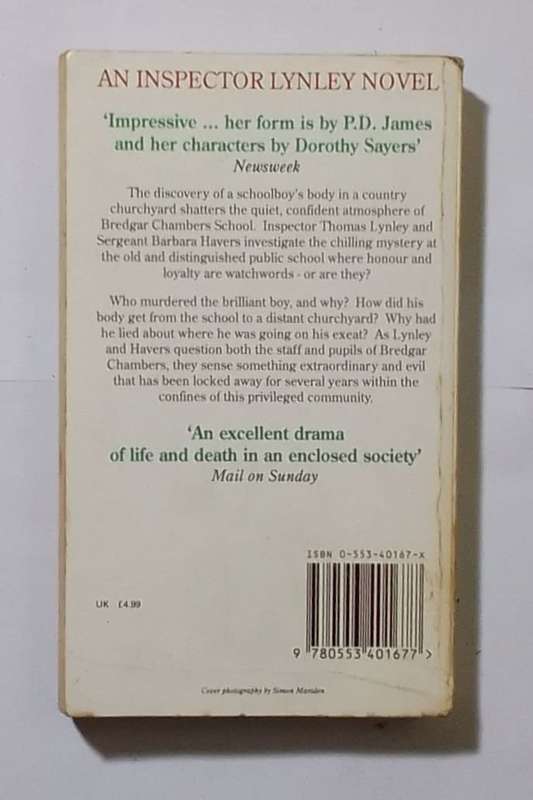 AN INSPECTOR LYNLEY NOVEL
‘Impressive ... her form is by P.D. James
and her characters by Dorothy Sayers’
Newsweek
The discovery of a schoolboy's body in a country
churchyard shatters the quiet, confident atmosphere of
Bredgar Chambers School. Inspector Thomas Lynley and
Sergeant Barbara Havers investigate the chilling mystery at
the old and distinguished public school where honour and
loyalty are watchwords - or are they?
Who murdered the brilliant boy, and why? How did his
body get from the school to a distant churchyard? Why had
he lied about where he was going on his exeat? As Lynley
and Havers question both the staff and pupils of Bredgar
Chambers, they sense something extraordinary and evil
that has been locked away for several years within the
confines of this privileged community.
‘An excellent drama
of life and death in an enclosed society’
Mail on Sunday
ISBN 0-553-40167-X
UK £4.99
9 780553 401677 >
Cover photography by Simon Marsden